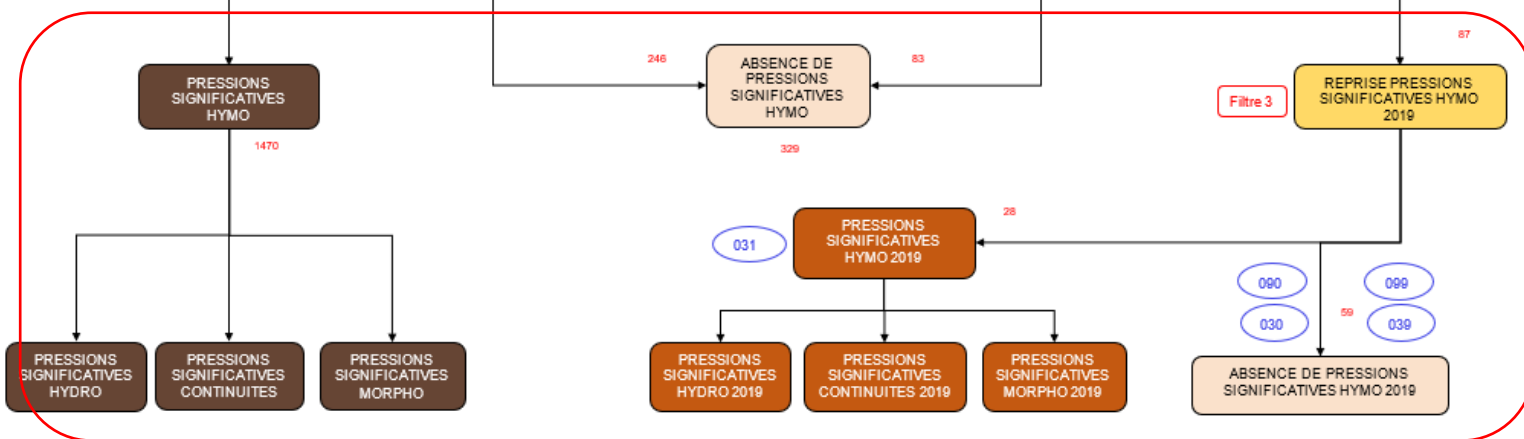 87
246
83
ABSENCE DE
PRESSIONS
SIGNIFICATIVES
HYMO
PRESSIONS
SIGNIFICATIVES
HYMO
Filtre 3
REPRISE PRESSIONS
SIGNIFICATIVES HYMO
2019
1470
329
28
031
PRESSIONS
SIGNIFICATIVES
HYMO 2019
090
099
030
59
039
PRESSIONS
SIGNIFICATIVES
HYDRO
PRESSIONS
SIGNIFICATIVES
CONTINUITES
PRESSIONS
SIGNIFICATIVES
MORPHO
PRESSIONS
SIGNIFICATIVES
HYDRO 2019
PRESSIONS
SIGNIFICATIVES
CONTINUITES 2019
PRESSIONS
SIGNIFICATIVES
MORPHO 2019
ABSENCE DE PRESSIONS
SIGNIFICATIVES HYMO 2019